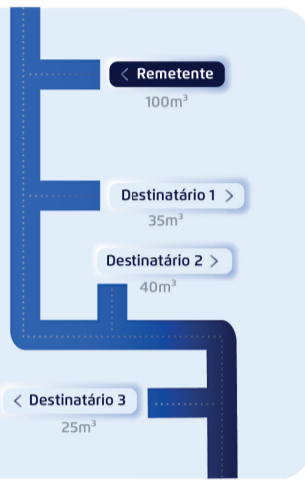 < Remetente
100m³
Destinatário 1 >
35m³
Destinatário 2 >
40m³
< Destinatário 3
25m³